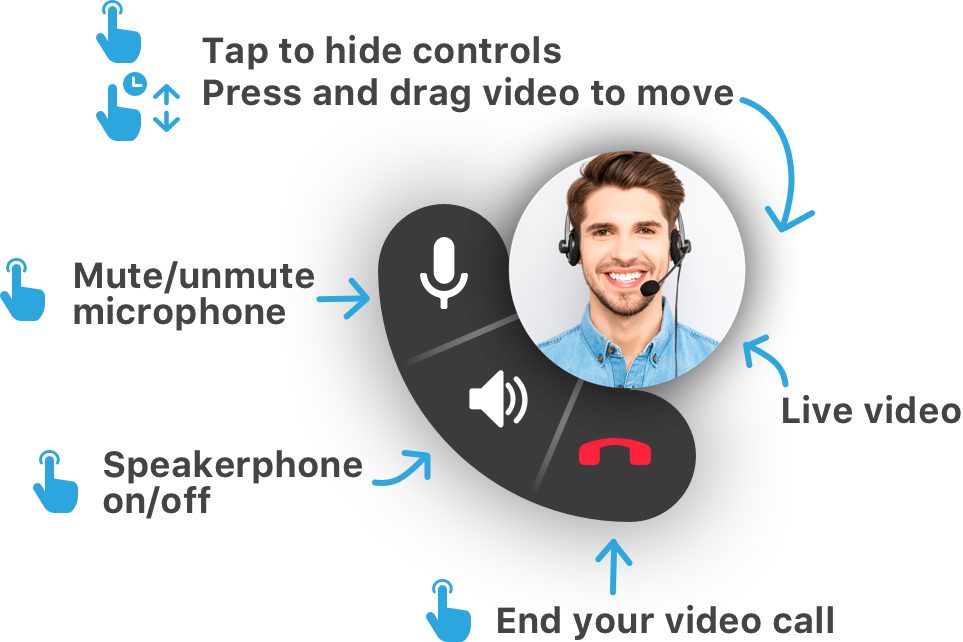 Tap to hide controls
Press and drag video to move
Mute/unmute
microphone
Live video
Speakerphone
on/off
End your video call